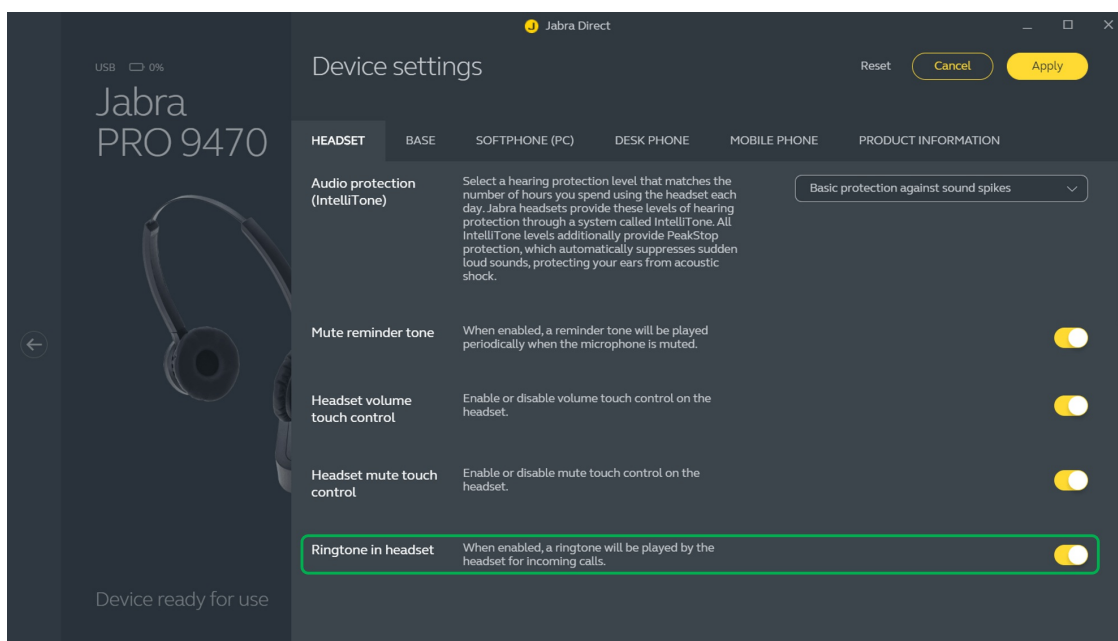 Jabra Direct
USB 0%
Jabra
PRO 9470
Device settings
Reset
Cancel
Apply
HEADSET
BASE
SOFTPHONE (PC)
DESK PHONE
MOBILE PHONE
PRODUCT INFORMATION
Audio protection
(IntelliTone)
Select a hearing protection level that matches the
number of hours you spend using the headset each
day. Jabra headsets provide these levels of hearing
protection through a system called IntelliTone. All
IntelliTone levels additionally provide PeakStop
protection, which automatically suppresses sudden
loud sounds, protecting your ears from acoustic
shock.
Basic protection against sound spikes
Mute reminder tone
When enabled, a reminder tone will be played
periodically when the microphone is muted.
Headset volume
touch control
Enable or disable volume touch control on the
headset.
Headset mute touch
control
Enable or disable mute touch control on the
headset.
Ringtone in headset
When enabled, a ringtone will be played by the
headset for incoming calls.
Device ready for use